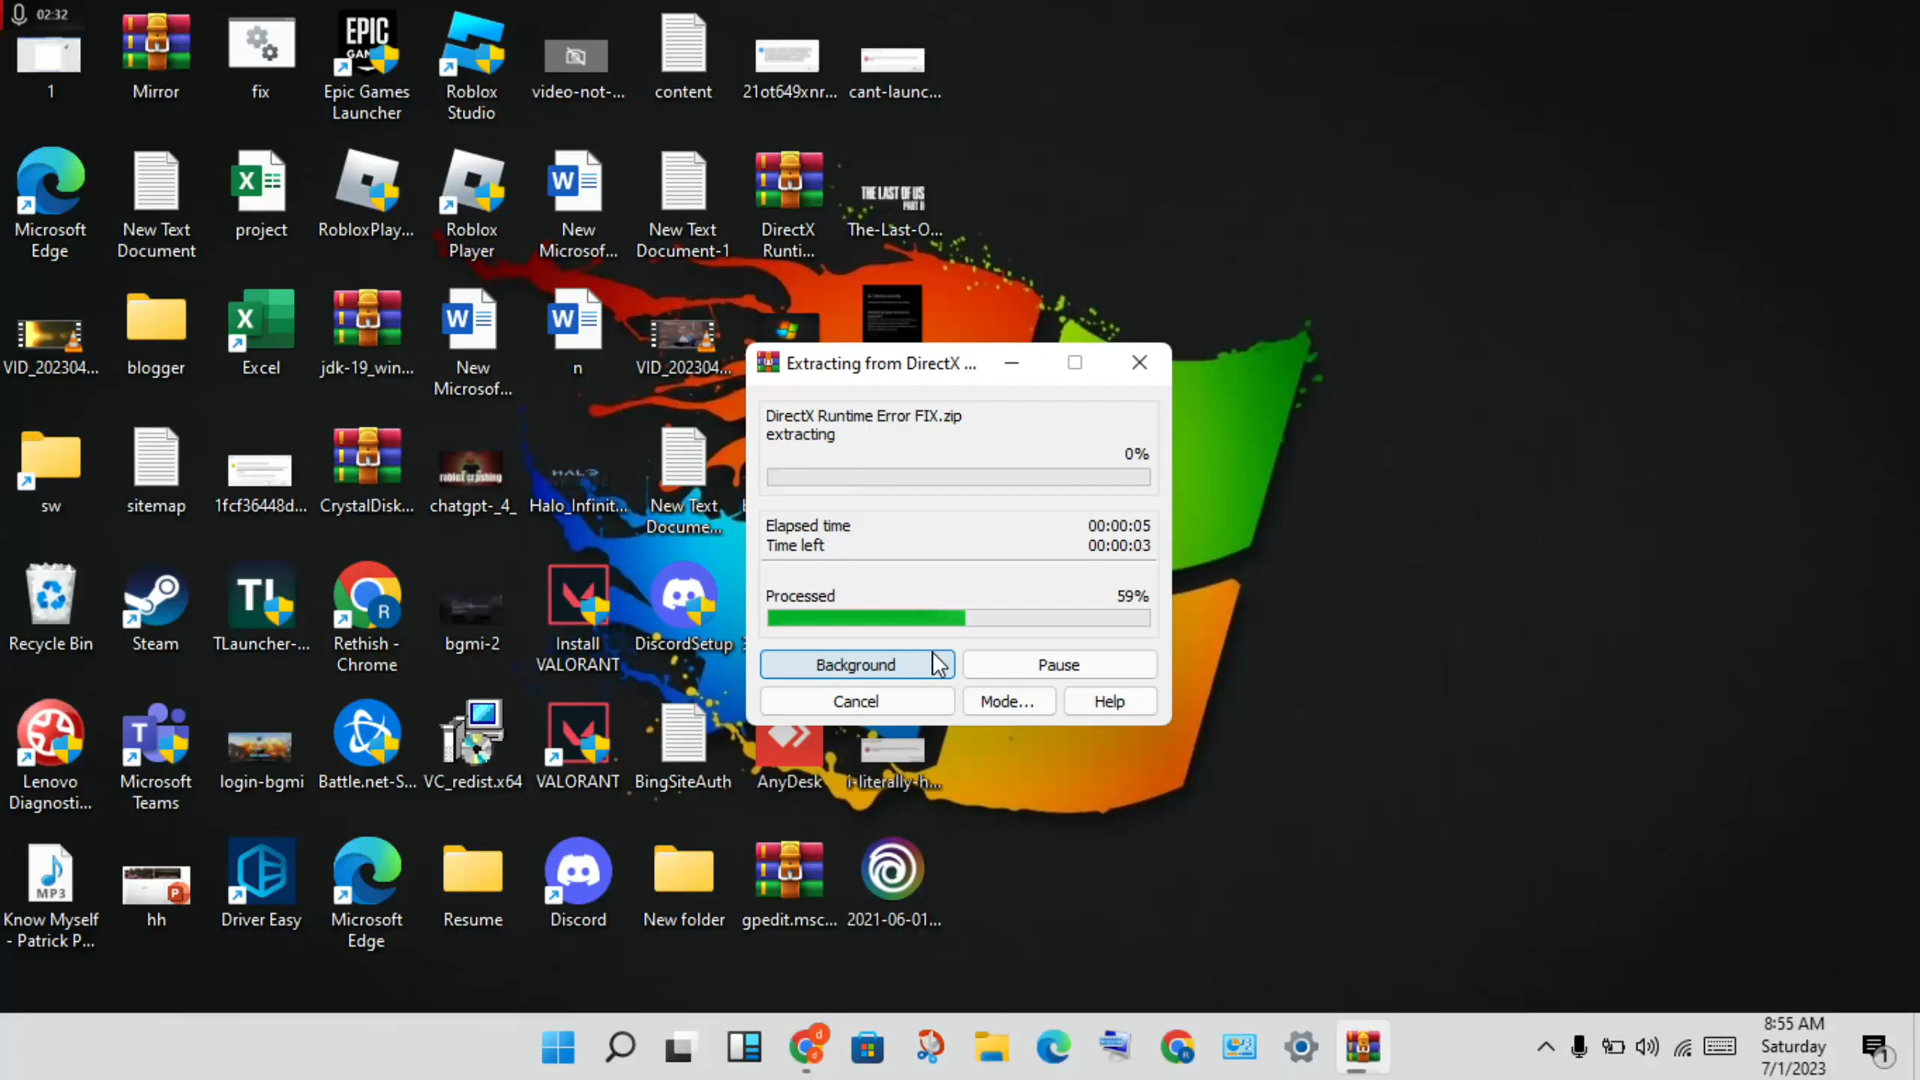 02:32
1
Mirror
fix
EPIC
Epic Games
Launcher
Roblox
Studio
video-not-...
content
21ot649xnr...
cant-launc...
Microsoft
Edge
New Text
Document
project
RobloxPlay...
Roblox
Player
New
Microsof...
New Text
Document-1
DirectX
Runti...
THE LAST OF US
PART II
The-Last-O...
VID_202304...
blogger
Excel
jdk-19_win...
New
Microsof...
n
VID_202304...
Extracting from DirectX ...
DirectX Runtime Error FIX.zip
extracting
0%
Elapsed time 00:00:05
Time left 00:00:03
Processed 59%
Background
Pause
Cancel
Mode...
Help
sw
sitemap
1fcf36448d...
CrystalDisk...
roblox crashing
chatgpt-_4_
HALO
Halo_Infinit...
New Text
Docume...
Recycle Bin
Steam
TL
TLauncher-...
R
Rethish -
Chrome
bgmi-2
Install
VALORANT
DiscordSetup
Lenovo
Diagnosti...
Microsoft
Teams
login-bgmi
Battle.net-S...
VC_redist.x64
VALORANT
BingSiteAuth
AnyDesk
i-literally-h...
MP3
Know Myself
- Patrick P...
hh
Driver Easy
Microsoft
Edge
Resume
Discord
New folder
gpedit.msc...
2021-06-01...
8:55 AM
Saturday
7/1/2023
1